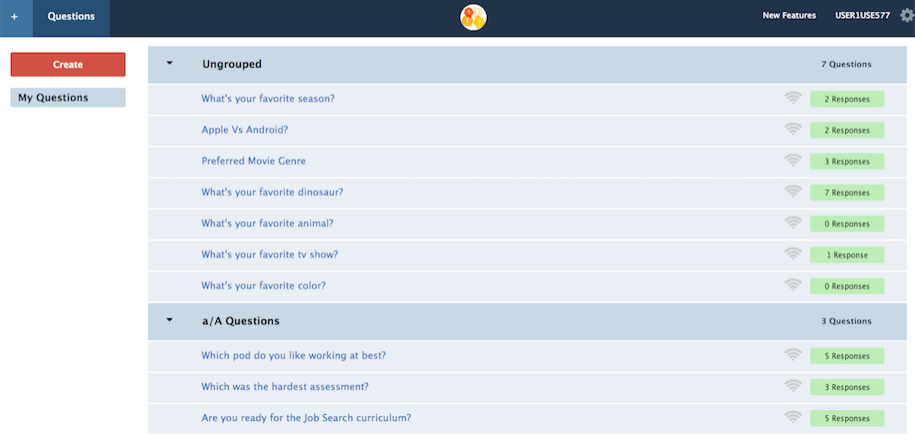 + Questions New Features USER1USE577
Create
My Questions
Ungrouped 7 Questions
What's your favorite season? 2 Responses
Apple Vs Android? 2 Responses
Preferred Movie Genre 3 Responses
What's your favorite dinosaur? 7 Responses
What's your favorite animal? 0 Responses
What's your favorite tv show? 1 Response
What's your favorite color? 0 Responses
a/A Questions 3 Questions
Which pod do you like working at best? 5 Responses
Which was the hardest assessment? 3 Responses
Are you ready for the Job Search curriculum? 5 Responses